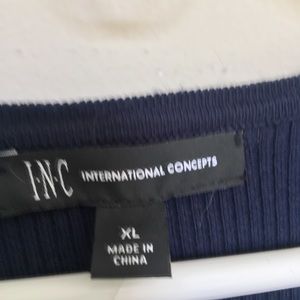 I·N·C INTERNATIONAL CONCEPTS
XL
MADE IN
CHINA